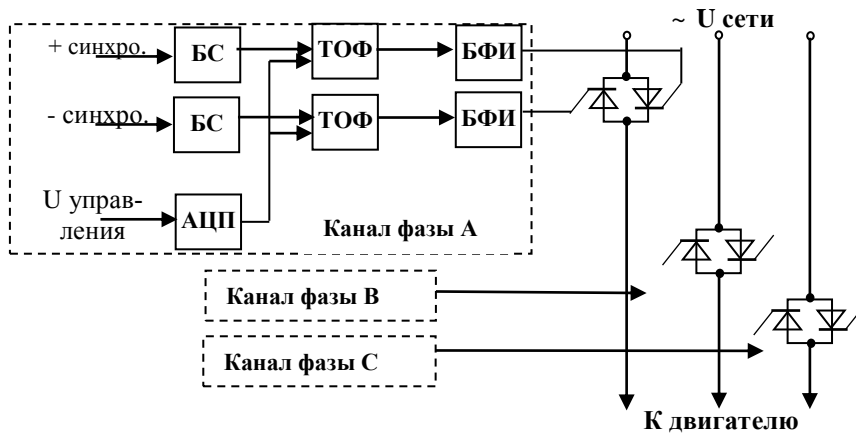 ~ U сети
+ синхро.
БС
ТОФ
БФИ
- синхро.
БС
ТОФ
БФИ
U управ-
ления
АЦП
Канал фазы А
Канал фазы В
Канал фазы С
К двигателю